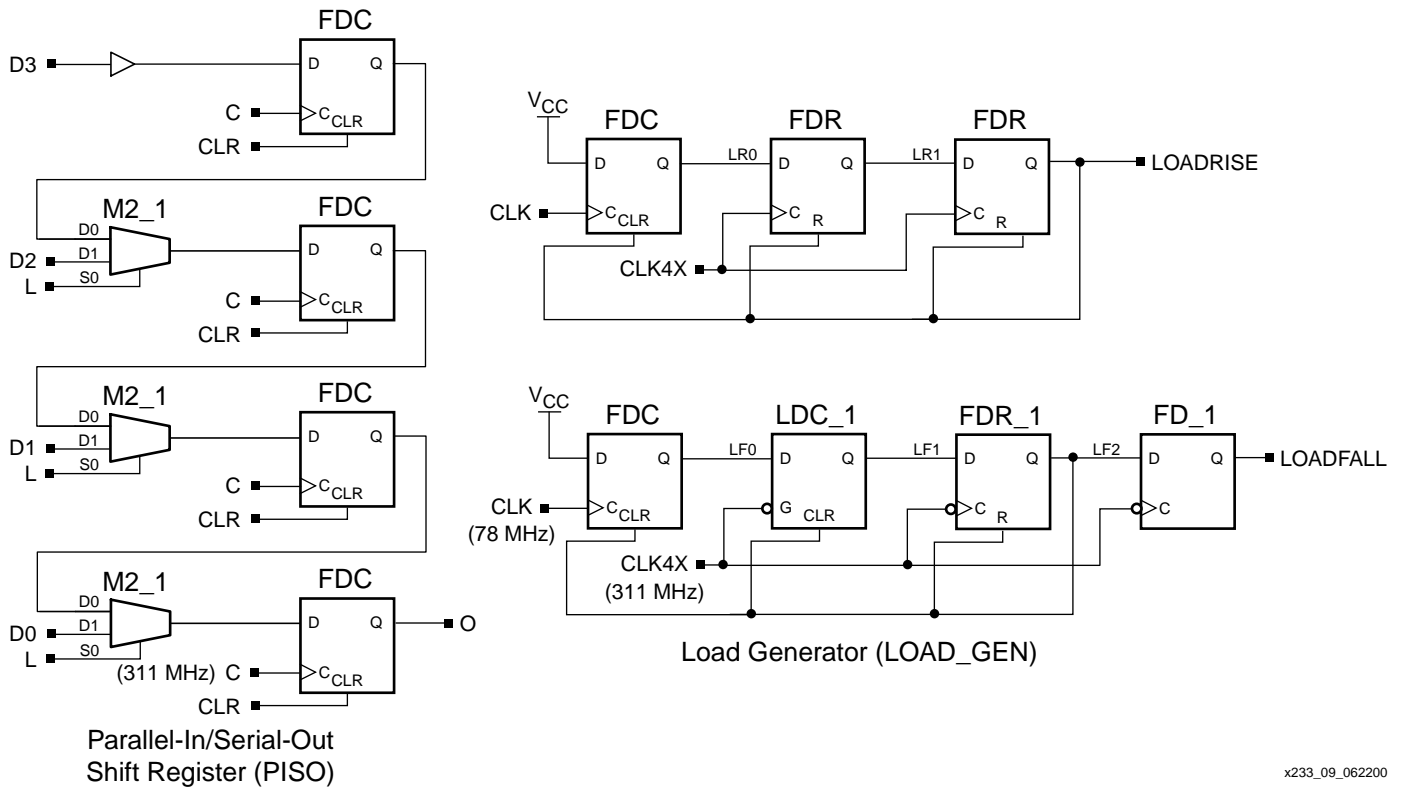 FDC
D3
D
Q
C
C
CLR
CLR
M2_1
FDC
D0
D2
D1
L
S0
D
Q
C
C
CLR
CLR
M2_1
FDC
D0
D1
D1
L
S0
D
Q
C
C
CLR
CLR
M2_1
FDC
D0
D0
D1
L
S0
D
Q
O
(311 MHz) C
C
CLR
CLR
Parallel-In/Serial-Out
Shift Register (PISO)
VCC
FDC
FDR
FDR
D
Q
LR0
D
Q
LR1
D
Q
LOADRISE
CLK
C
CLR
C
R
C
R
CLK4X
VCC
FDC
LDC_1
FDR_1
FD_1
D
Q
LF0
D
Q
LF1
D
Q
LF2
D
Q
LOADFALL
CLK
(78 MHz)
C
CLR
G
CLR
C
R
C
CLK4X
(311 MHz)
Load Generator (LOAD_GEN)
x233_09_062200